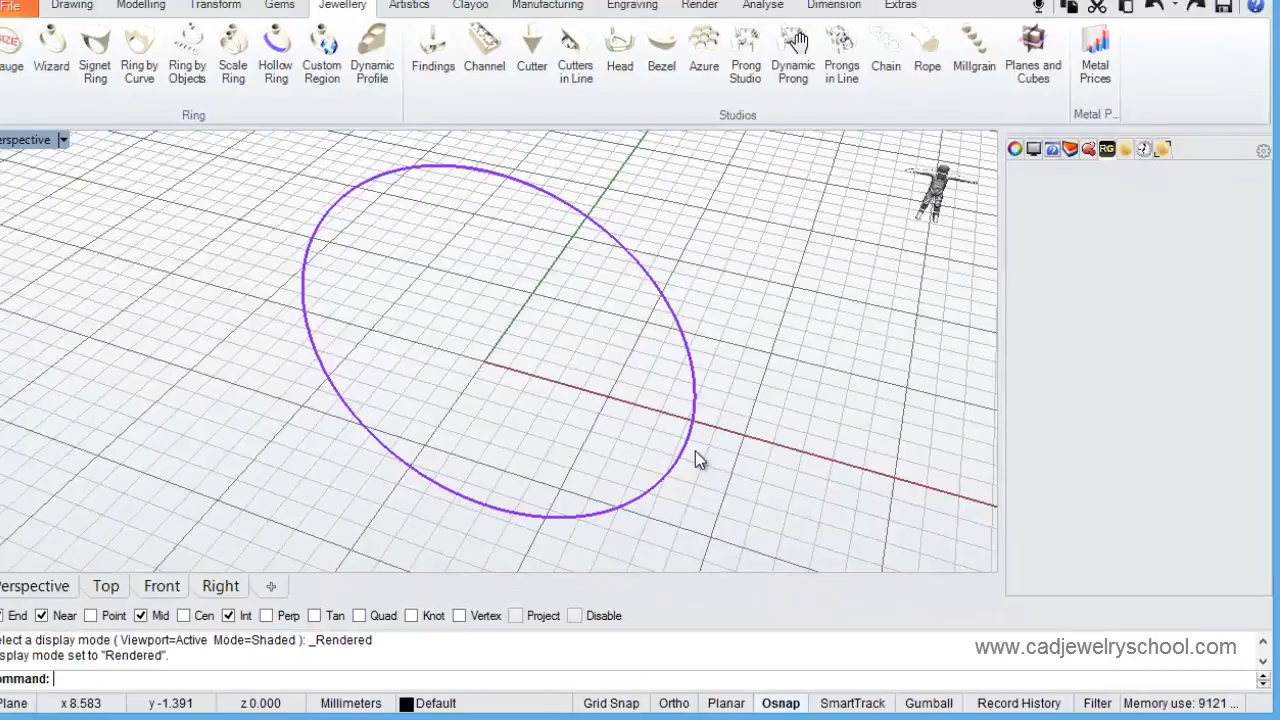 File Drawing Modelling Transform Gems Jewellery Artistics Clayoo Manufacturing Engraving Render Analyse Dimension Extras
SIZE
auge Wizard Signet Ring Ring by Curve Ring by Objects Scale Ring Hollow Ring Custom Region Dynamic Profile Findings Channel Cutter Cutters in Line Head Bezel Azure Prong Studio Dynamic Prong Prongs in Line Chain Rope Millgrain Planes and Cubes Metal Prices
Ring Studios Metal P...
erspective
RG
erspective Top Front Right
End Near Point Mid Cen Int Perp Tan Quad Knot Vertex Project Disable
elect a display mode ( Viewport=Active Mode=Shaded ): _Rendered
isplay mode set to "Rendered".
www.cadjewelryschool.com
ommand:
Plane x 8.583 y -1.391 z 0.000 Millimeters Default Grid Snap Ortho Planar Osnap SmartTrack Gumball Record History Filter Memory use: 9121 ...